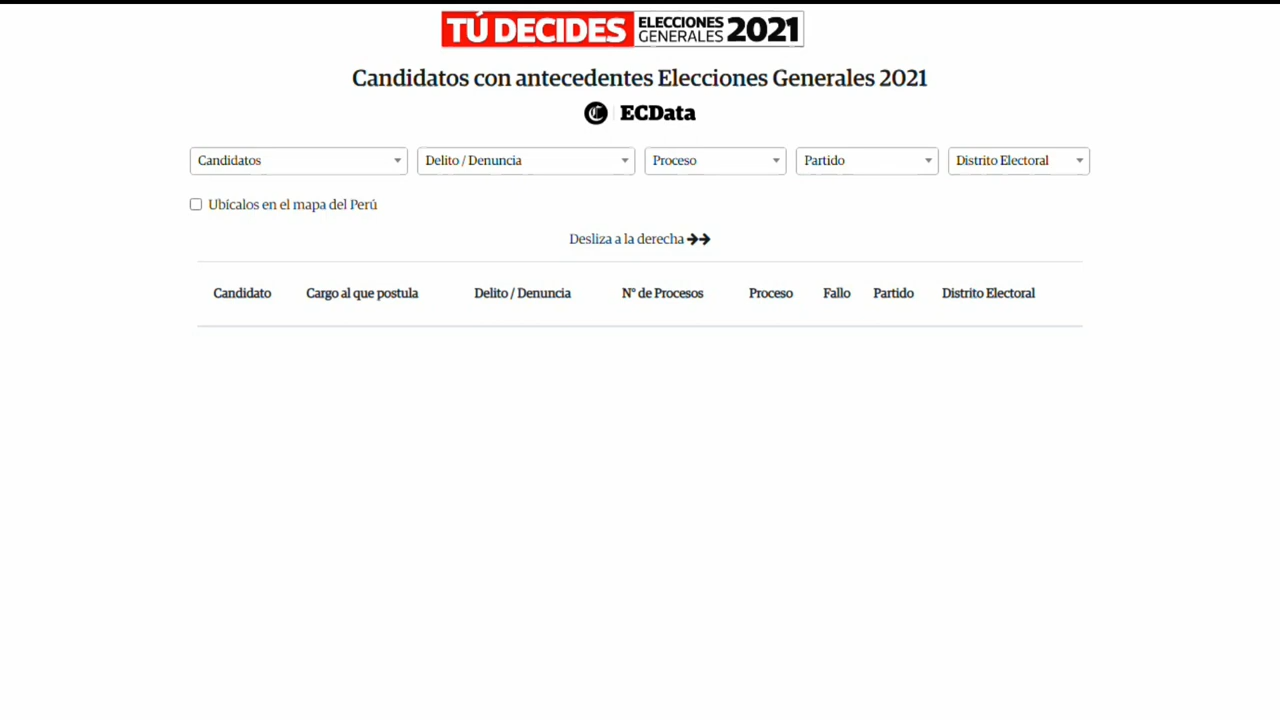 TÚ DECIDES ELECCIONES GENERALES 2021
Candidatos con antecedentes Elecciones Generales 2021
ECData
Candidatos Delito / Denuncia Proceso Partido Distrito Electoral
Ubícalos en el mapa del Perú
Desliza a la derecha
Candidato Cargo al que postula Delito / Denuncia N° de Procesos Proceso Fallo Partido Distrito Electoral